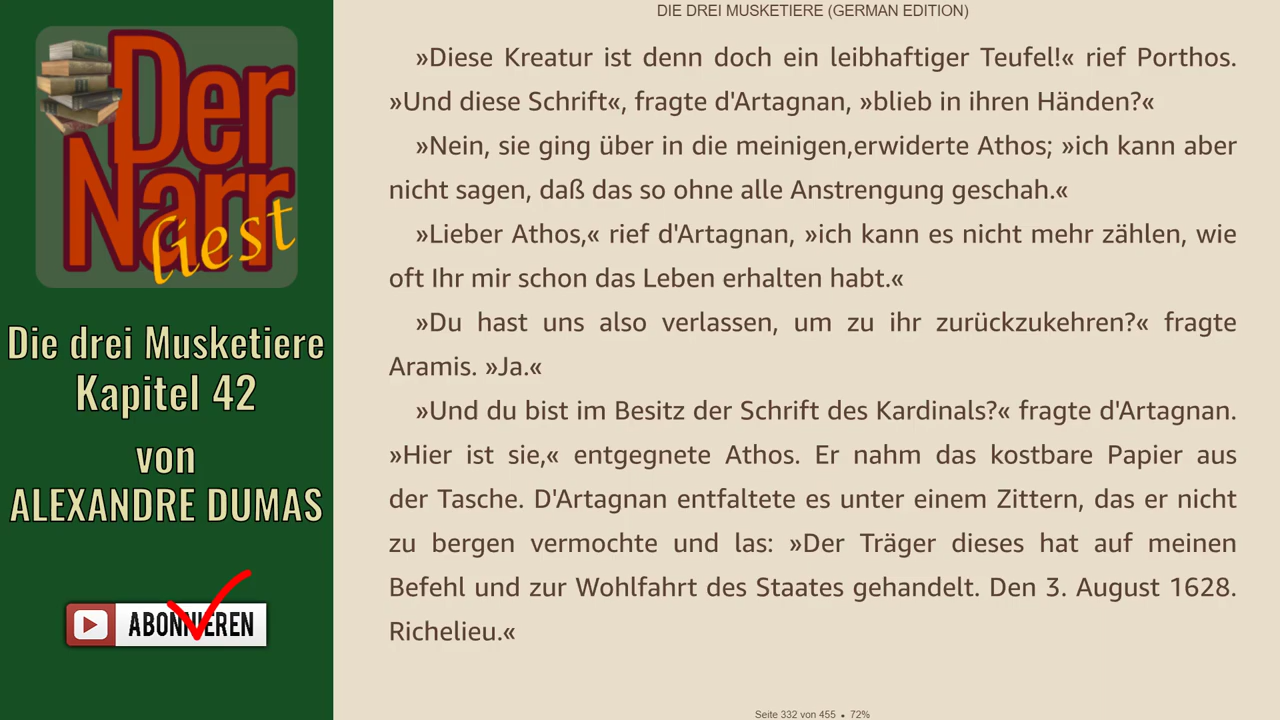 Der
Narr
liest
Die drei Musketiere
Kapitel 42
von
ALEXANDRE DUMAS
ABONNIEREN
DIE DREI MUSKETIERE (GERMAN EDITION)
»Diese Kreatur ist denn doch ein leibhaftiger Teufel!« rief Porthos.
»Und diese Schrift«, fragte d'Artagnan, »blieb in ihren Händen?«
»Nein, sie ging über in die meinigen,erwiderte Athos; »ich kann aber
nicht sagen, daß das so ohne alle Anstrengung geschah.«
»Lieber Athos,« rief d'Artagnan, »ich kann es nicht mehr zählen, wie
oft Ihr mir schon das Leben erhalten habt.«
»Du hast uns also verlassen, um zu ihr zurückzukehren?« fragte
Aramis. »Ja.«
»Und du bist im Besitz der Schrift des Kardinals?« fragte d'Artagnan.
»Hier ist sie,« entgegnete Athos. Er nahm das kostbare Papier aus
der Tasche. D'Artagnan entfaltete es unter einem Zittern, das er nicht
zu bergen vermochte und las: »Der Träger dieses hat auf meinen
Befehl und zur Wohlfahrt des Staates gehandelt. Den 3. August 1628.
Richelieu.«
Seite 332 von 455 • 72%